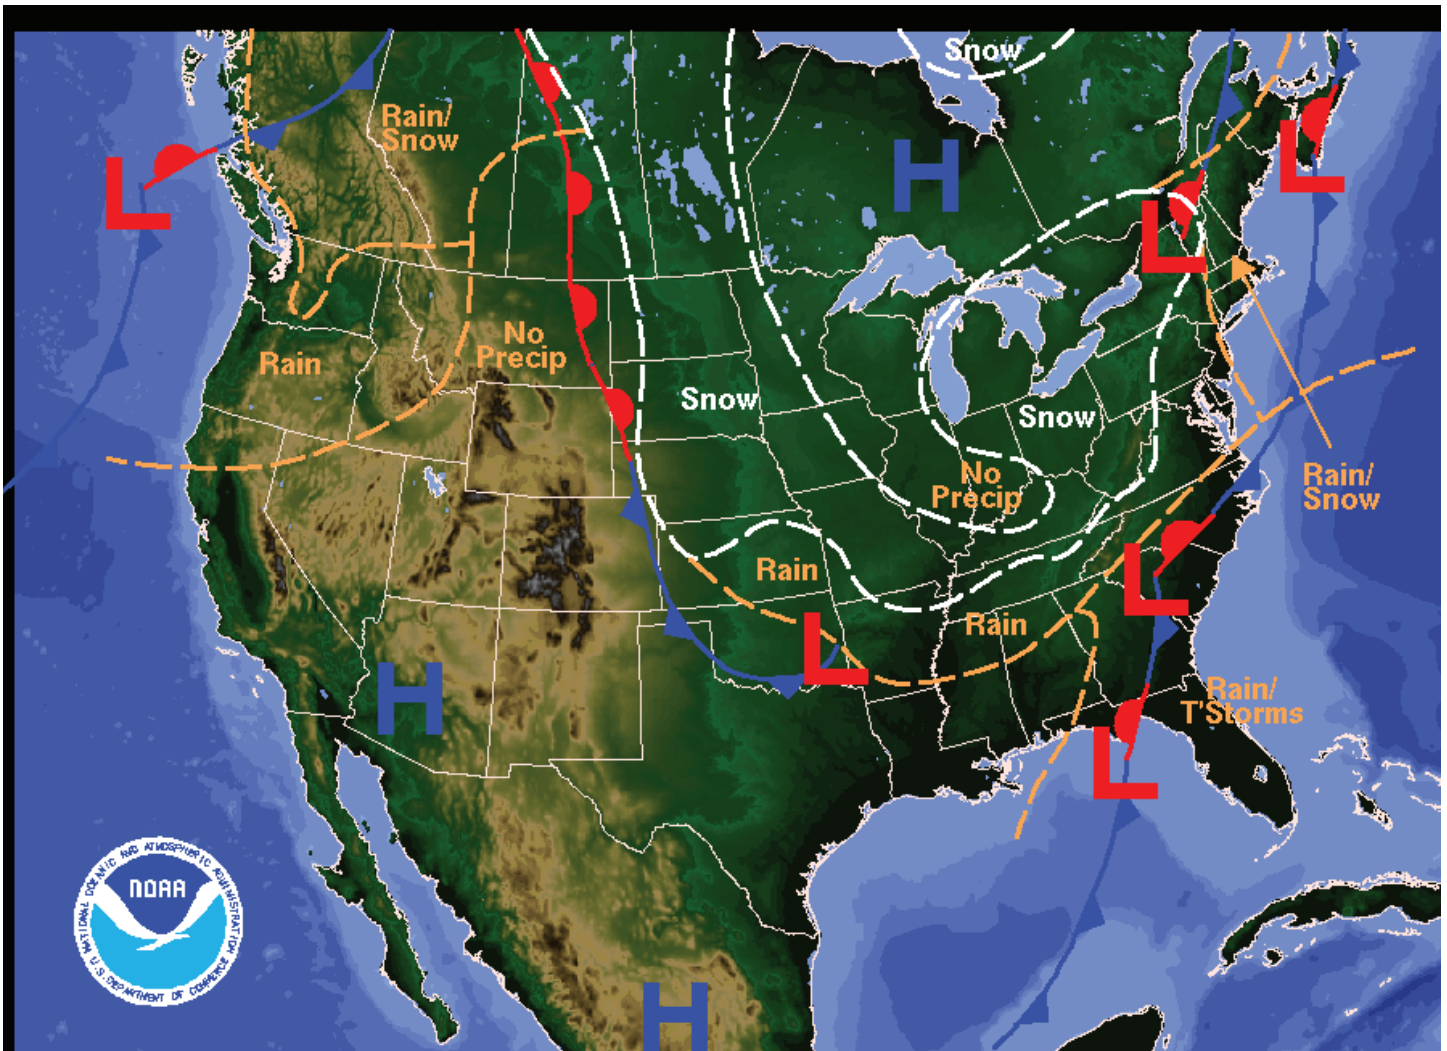 Snow
Rain/
Snow
H
L
L
L
No
Precip
Rain
Snow
Snow
No
Precip
Rain/
Snow
Rain
L
Rain
L
H
Rain/
T'Storms
L
NATIONAL OCEANIC AND ATMOSPHERIC ADMINISTRATION
NOAA
U.S. DEPARTMENT OF COMMERCE
H